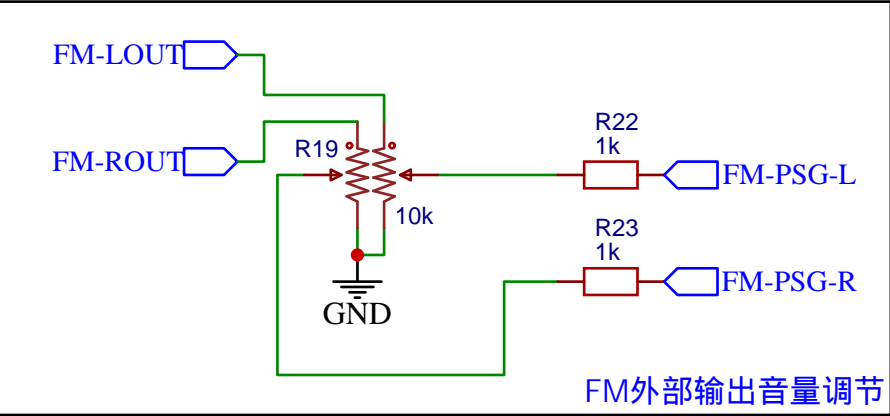 FM-LOUT
FM-ROUT
R19
10k
GND
R22
1k
FM-PSG-L
R23
1k
FM-PSG-R
FM外部输出音量调节